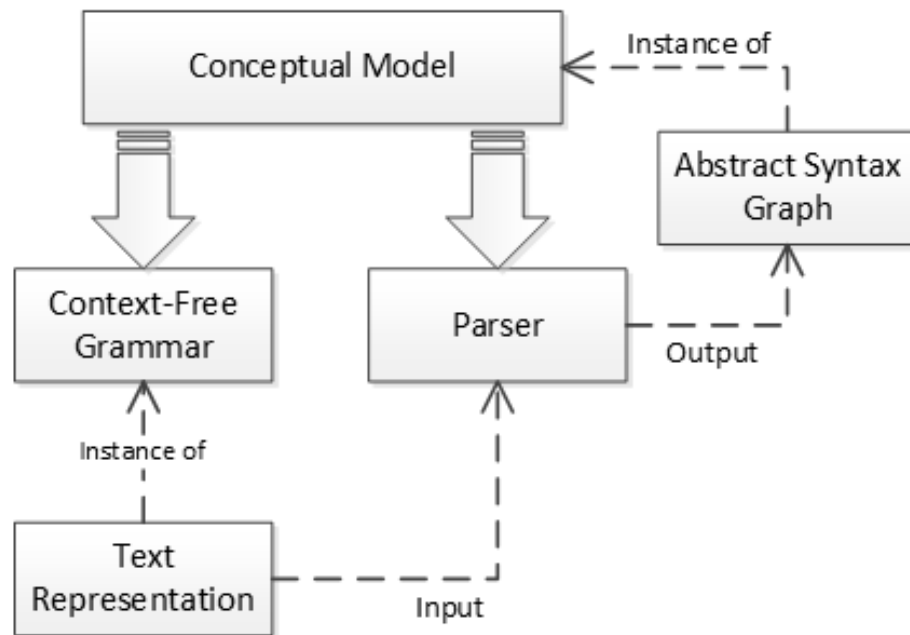 Instance of
Conceptual Model
Abstract Syntax
Graph
Context-Free
Grammar
Parser
Output
Instance of
Text
Representation
Input